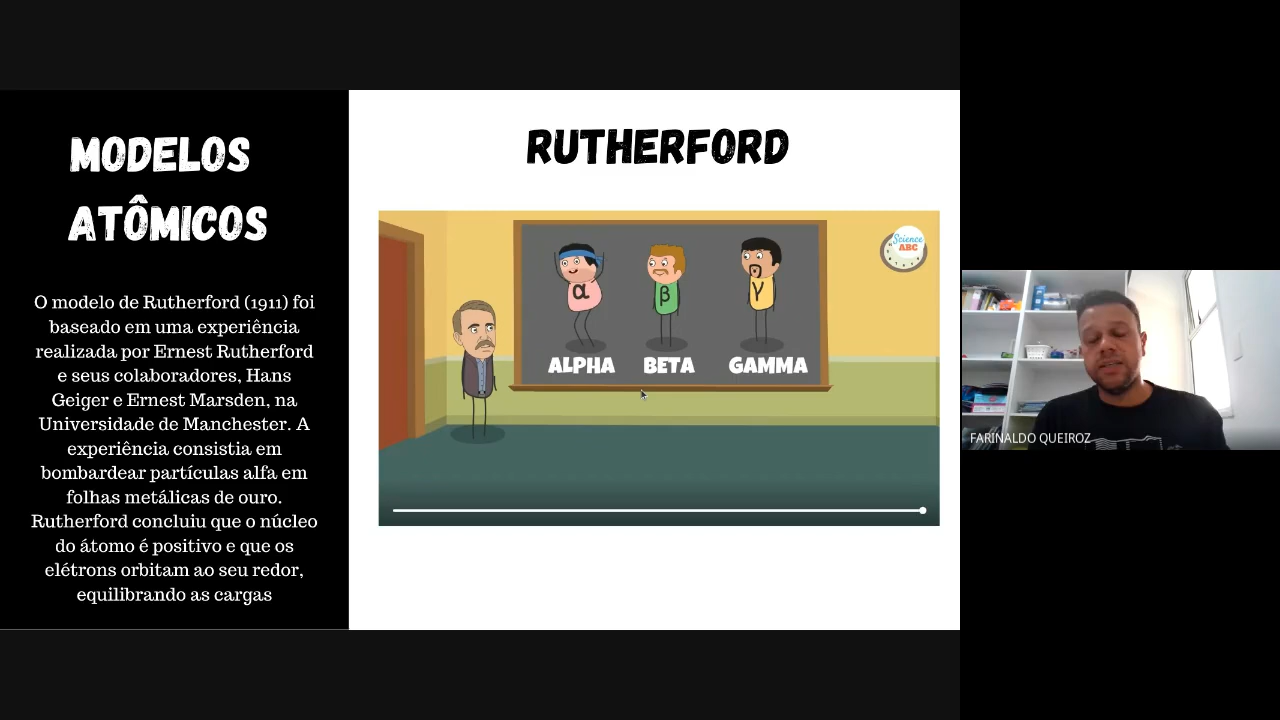 MODELOS
ATÔMICOS
O modelo de Rutherford (1911) foi
baseado em uma experiência
realizada por Ernest Rutherford
e seus colaboradores, Hans
Geiger e Ernest Marsden, na
Universidade de Manchester. A
experiência consistia em
bombardear partículas alfa em
folhas metálicas de ouro.
Rutherford concluiu que o núcleo
do átomo é positivo e que os
elétrons orbitam ao seu redor,
equilibrando as cargas
RUTHERFORD
Science
ABC
α β γ
ALPHA BETA GAMMA
FARINALDO QUEIROZ